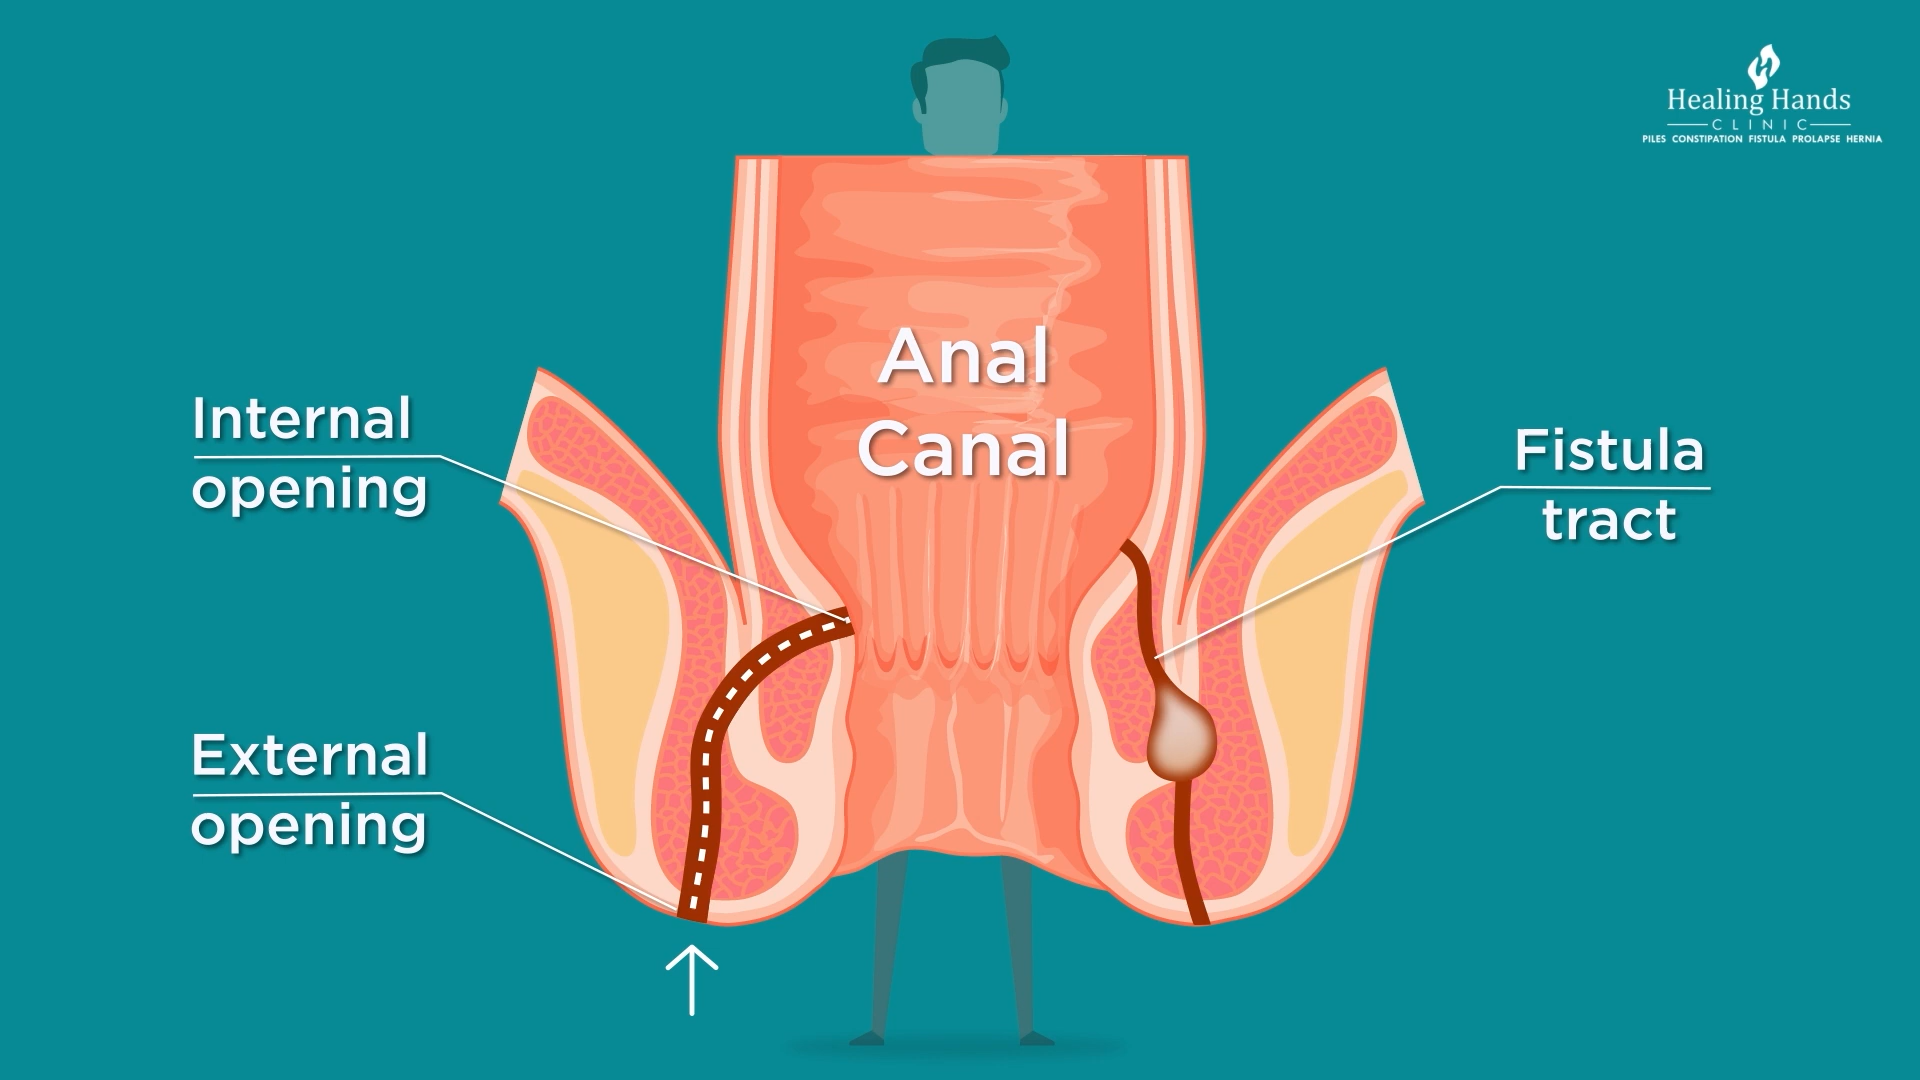 Healing Hands
CLINIC
PILES CONSTIPATION FISTULA PROLAPSE HERNIA
Anal
Canal
Internal
opening
Fistula
tract
External
opening